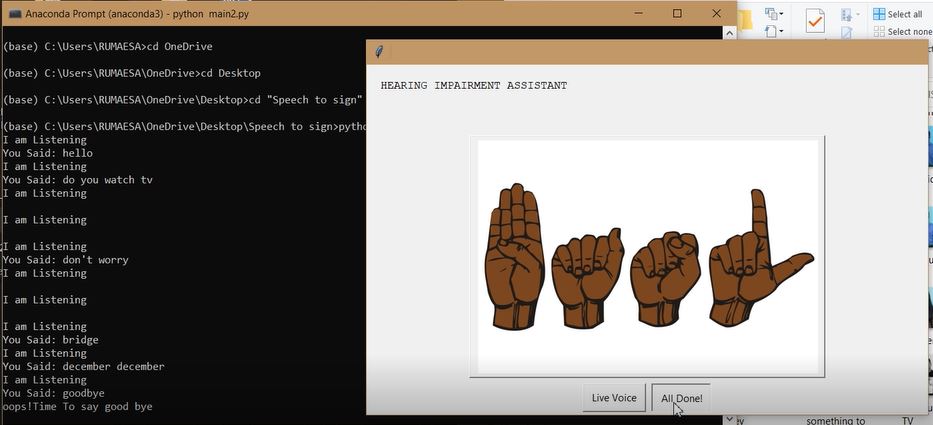 Anaconda Prompt (anaconda3) - python main2.py
(base) C:\Users\RUMAESA>cd OneDrive
(base) C:\Users\RUMAESA\OneDrive>cd Desktop
(base) C:\Users\RUMAESA\OneDrive\Desktop>cd "Speech to sign"
(base) C:\Users\RUMAESA\OneDrive\Desktop\Speech to sign>pytho
I am Listening
You Said: hello
I am Listening
You Said: do you watch tv
I am Listening
I am Listening
I am Listening
You Said: don't worry
I am Listening
I am Listening
I am Listening
You Said: bridge
I am Listening
You Said: december december
I am Listening
You Said: goodbye
oops!Time To say good bye
HEARING IMPAIRMENT ASSISTANT
Live Voice
All Done!
Select all
Select none
something to
TV